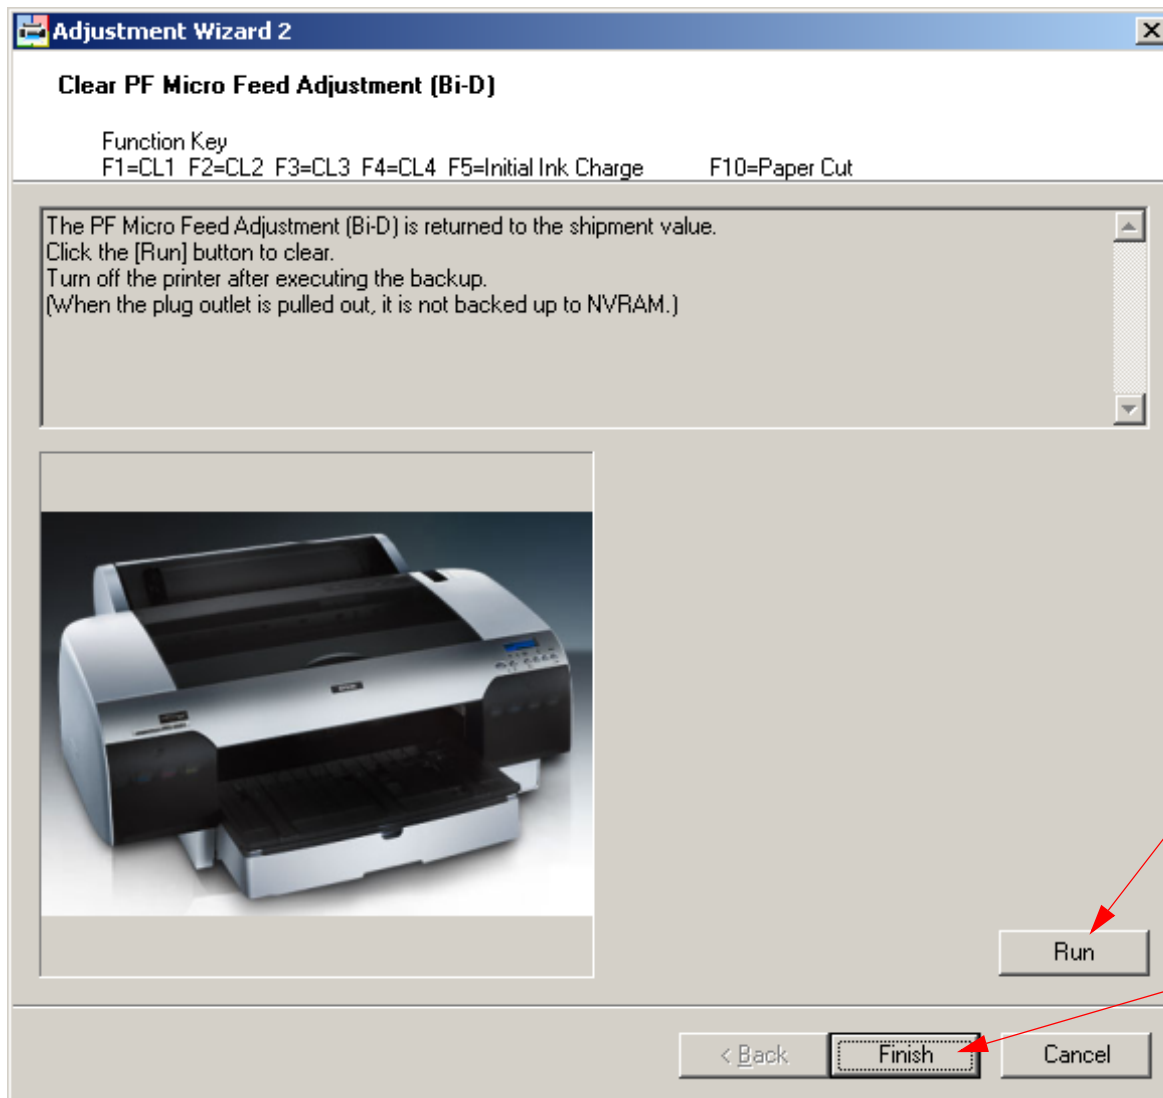 Adjustment Wizard 2
Clear PF Micro Feed Adjustment (Bi-D)
Function Key
F1=CL1 F2=CL2 F3=CL3 F4=CL4 F5=Initial Ink Charge F10=Paper Cut
The PF Micro Feed Adjustment (Bi-D) is returned to the shipment value.
Click the [Run] button to clear.
Turn off the printer after executing the backup.
(When the plug outlet is pulled out, it is not backed up to NVRAM.)
EPSON
Run
< Back
Finish
Cancel